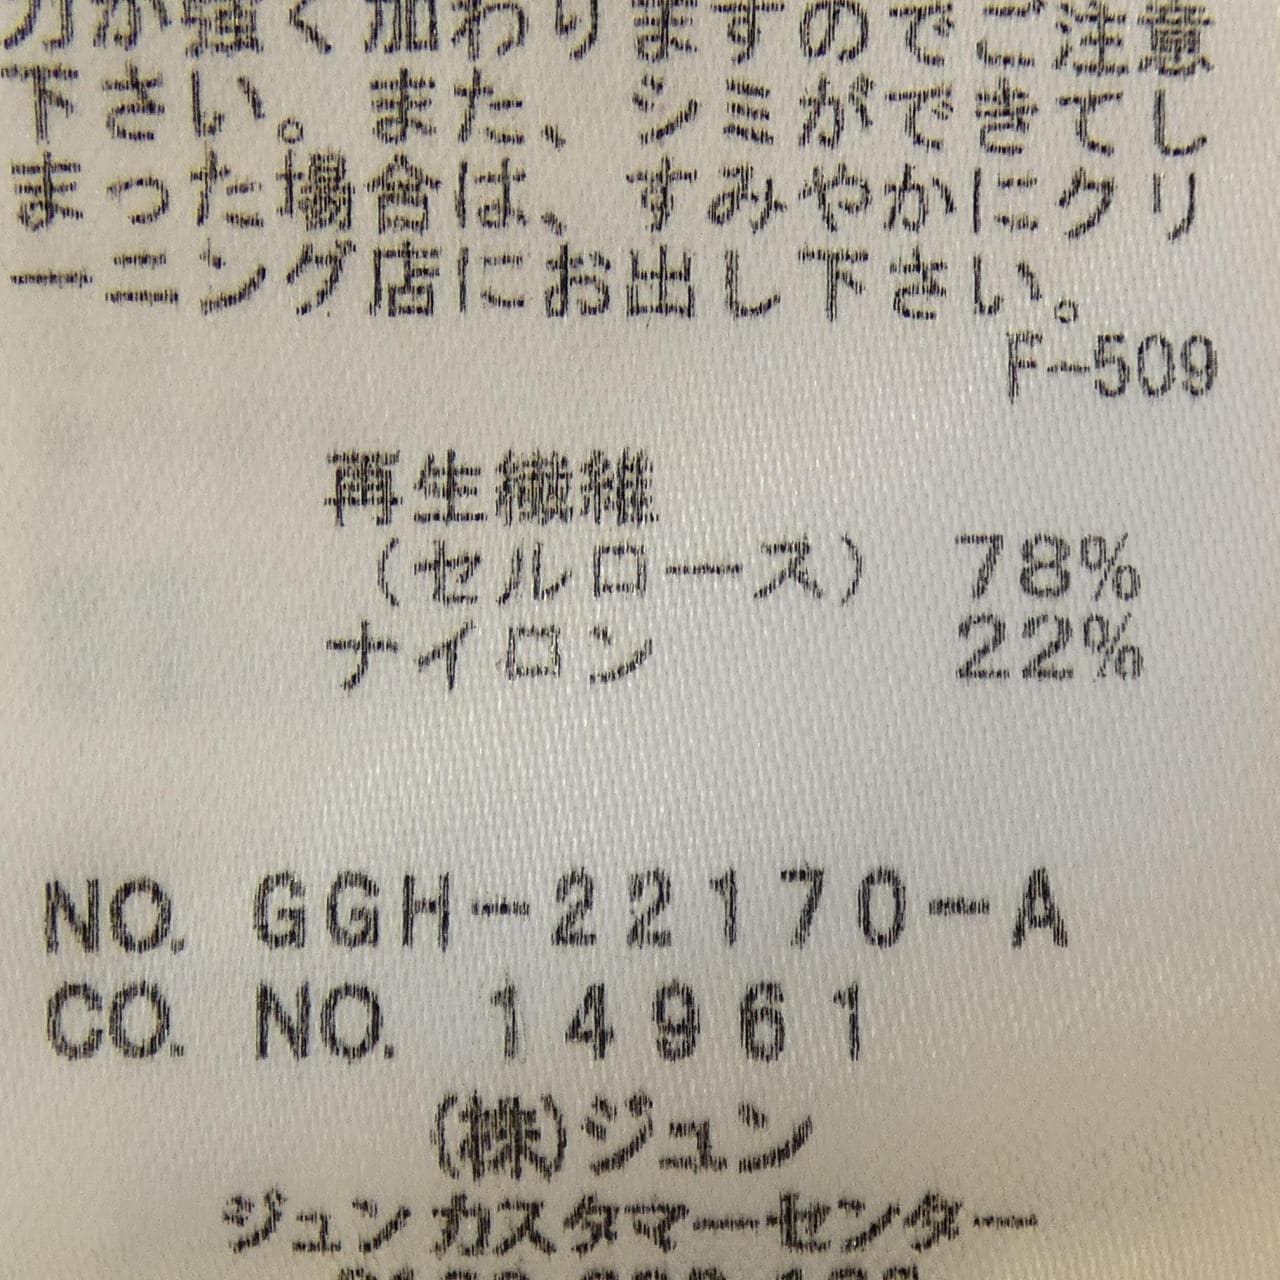 力が強く加わりますのでご注意
下さい。また、シミができてし
まった場合は、すみやかにクリ
ーニング店にお出し下さい。
F-509
再生繊維
(セルロース) 78%
ナイロン 22%
NO. GGH-22170-A
CO. NO. 14961
(株)ジュン
ジュンカスタマーセンター